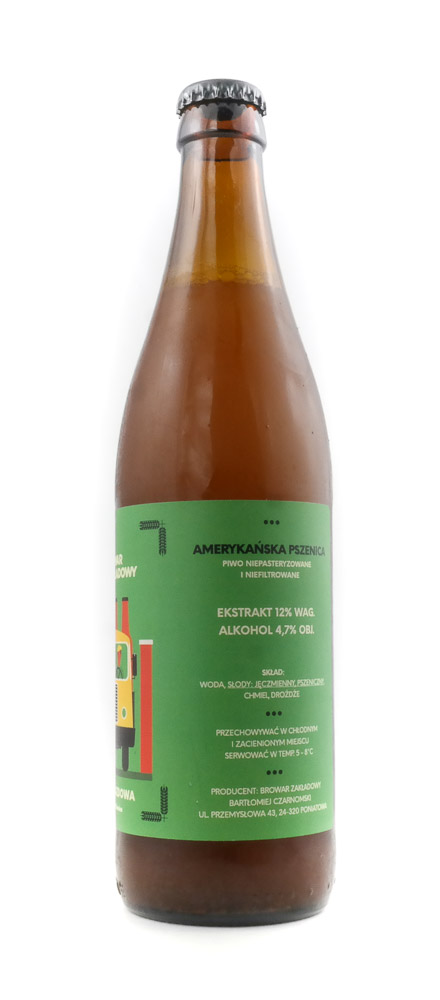 AMERYKAŃSKA PSZENICA
PIWO NIEPASTERYZOWANE
I NIEFILTROWANE
EKSTRAKT 12% WAG.
ALKOHOL 4,7% OBJ.
SKŁAD:
WODA, SŁODY: JĘCZMIENNY, PSZENICZNY,
CHMIEL, DROŻDŻE
PRZECHOWYWAĆ W CHŁODNYM
I ZACIENIONYM MIEJSCU
SERWOWAĆ W TEMP. 5 - 8°C
PRODUCENT: BROWAR ZAKŁADOWY
BARTŁOMIEJ CZARNOMSKI
UL. PRZEMYSŁOWA 43, 24-320 PONIATOWA